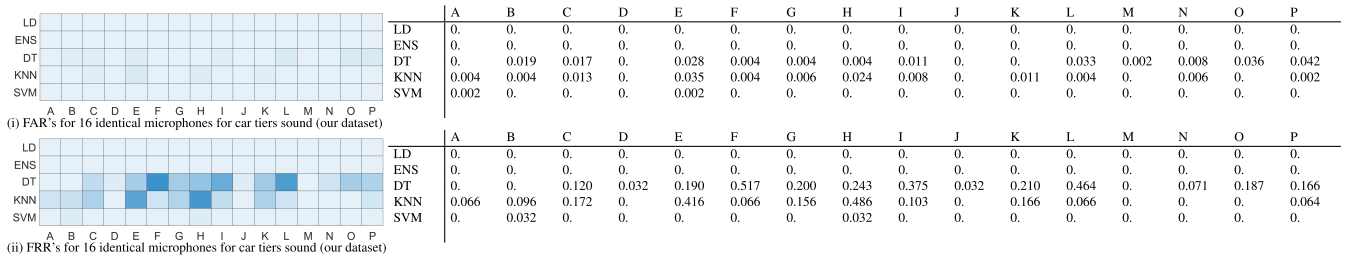 LD
ENS
DT
KNN
SVM
A B C D E F G H I J K L M N O P
(i) FAR's for 16 identical microphones for car tiers sound (our dataset)
A B C D E F G H I J K L M N O P
LD 0. 0. 0. 0. 0. 0. 0. 0. 0. 0. 0. 0. 0. 0. 0. 0.
ENS 0. 0. 0. 0. 0. 0. 0. 0. 0. 0. 0. 0. 0. 0. 0. 0.
DT 0. 0.019 0.017 0. 0.028 0.004 0.004 0.004 0.011 0. 0. 0.033 0.002 0.008 0.036 0.042
KNN 0.004 0.004 0.013 0. 0.035 0.004 0.006 0.024 0.008 0. 0.011 0.004 0. 0.006 0. 0.002
SVM 0.002 0. 0. 0. 0.002 0. 0. 0. 0. 0. 0. 0. 0. 0. 0. 0.
LD
ENS
DT
KNN
SVM
A B C D E F G H I J K L M N O P
(ii) FRR's for 16 identical microphones for car tiers sound (our dataset)
A B C D E F G H I J K L M N O P
LD 0. 0. 0. 0. 0. 0. 0. 0. 0. 0. 0. 0. 0. 0. 0. 0.
ENS 0. 0. 0. 0. 0. 0. 0. 0. 0. 0. 0. 0. 0. 0. 0. 0.
DT 0. 0. 0.120 0.032 0.190 0.517 0.200 0.243 0.375 0.032 0.210 0.464 0. 0.071 0.187 0.166
KNN 0.066 0.096 0.172 0. 0.416 0.066 0.156 0.486 0.103 0. 0.166 0.066 0. 0. 0. 0.064
SVM 0. 0.032 0. 0. 0. 0. 0. 0.032 0. 0. 0. 0. 0. 0. 0. 0.